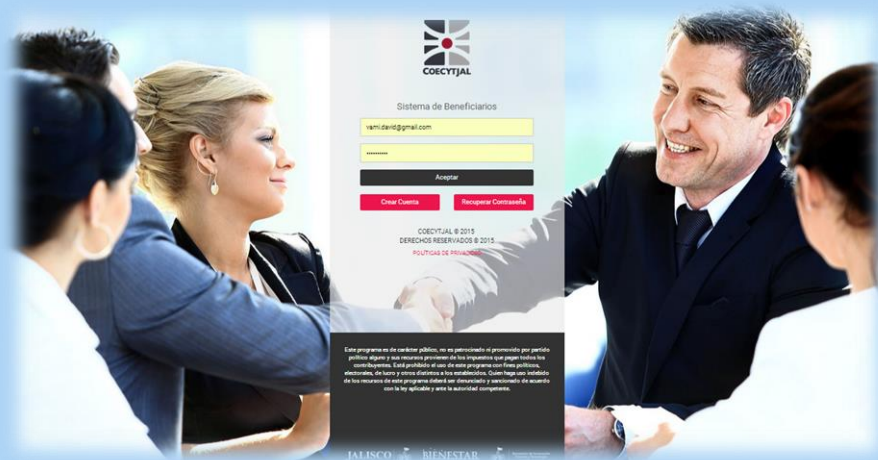 COECYTJAL
Sistema de Beneficiarios
vsmi.david@gmail.com
Aceptar
Crear Cuenta
Recuperar Contraseña
COECYTJAL © 2015
DERECHOS RESERVADOS © 2015
POLÍTICAS DE PRIVACIDAD
Este programa es de carácter público, no es patrocinado ni promovido por partido
político alguno y sus recursos provienen de los impuestos que pagan todos los
contribuyentes. Está prohibido el uso de este programa con fines políticos,
electorales, de lucro y otros distintos a los establecidos. Quien haga uso indebido
de los recursos de este programa deberá ser denunciado y sancionado de acuerdo
con la ley aplicable y ante la autoridad competente.
JALISCO
BIENESTAR